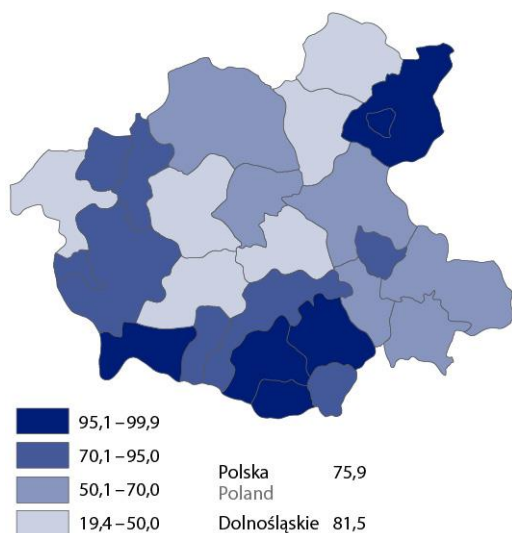 95,1–99,9
70,1–95,0
50,1–70,0
19,4–50,0
Polska 75,9
Poland
Dolnośląskie 81,5